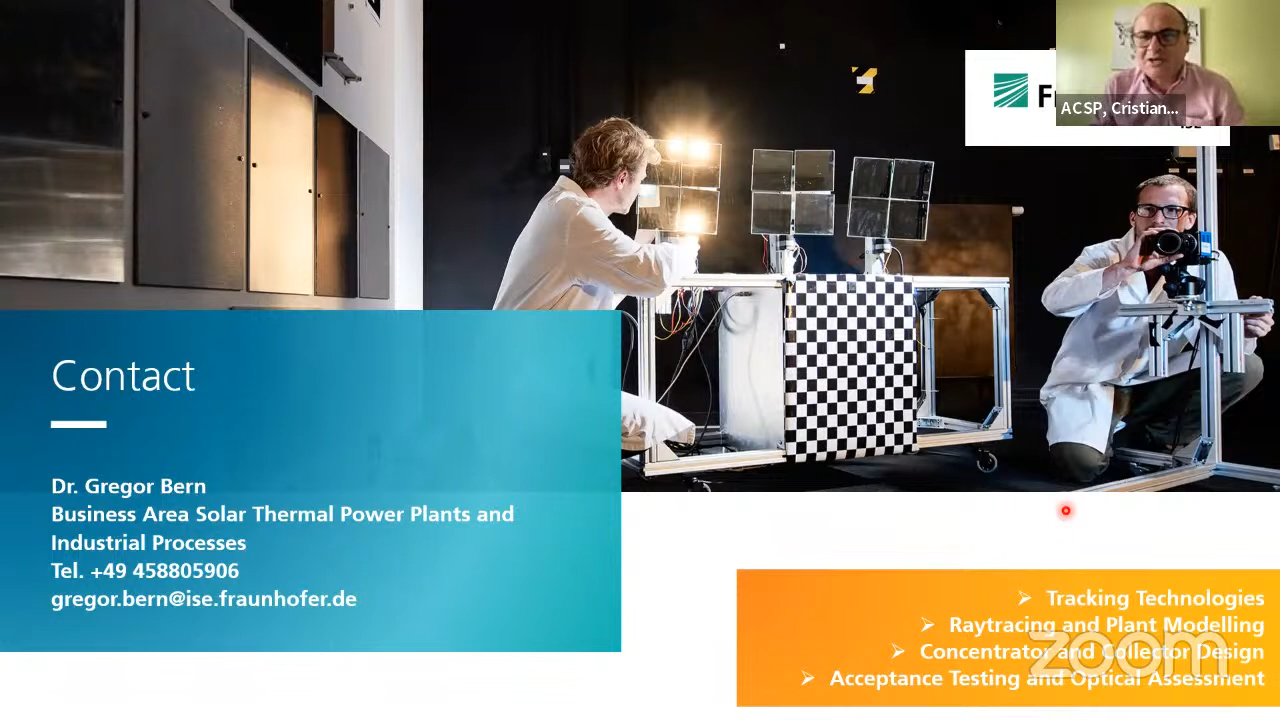 ACSP, Cristian...
Contact
Dr. Gregor Bern
Business Area Solar Thermal Power Plants and
Industrial Processes
Tel. +49 458805906
gregor.bern@ise.fraunhofer.de
➢ Tracking Technologies
➢ Raytracing and Plant Modelling
➢ Concentrator and Collector Design
➢ Acceptance Testing and Optical Assessment
zoom